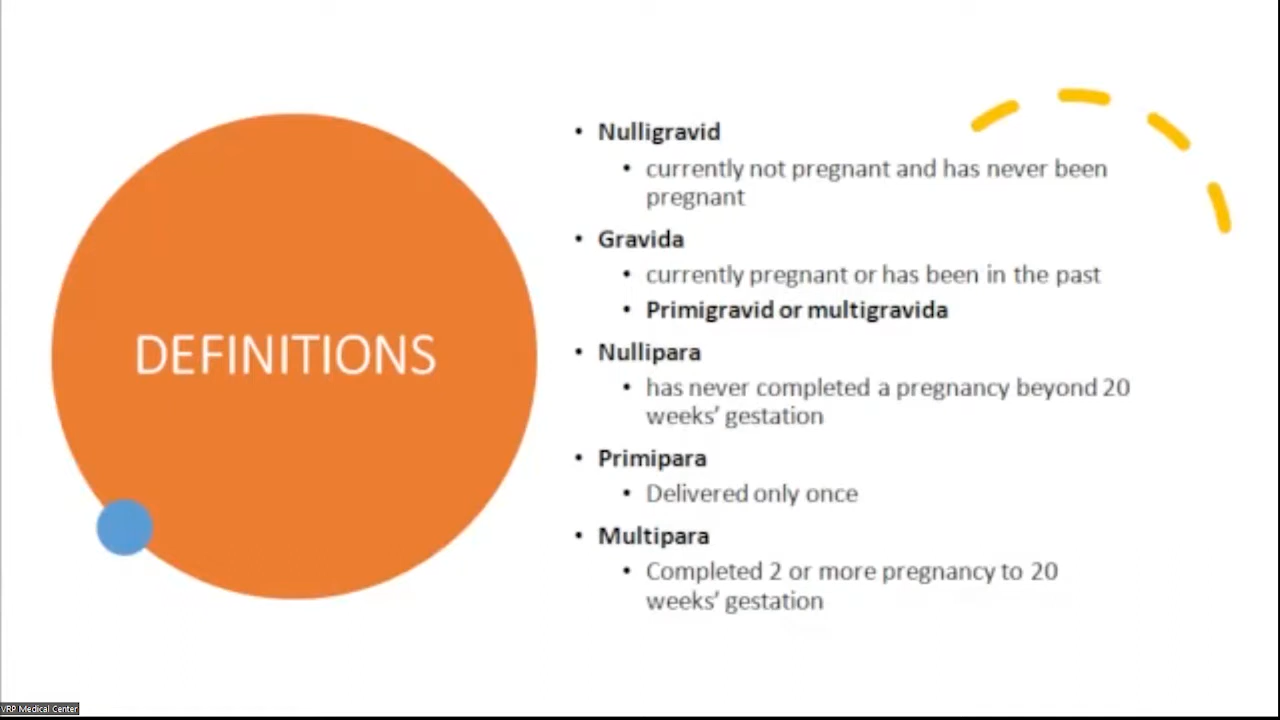 DEFINITIONS
• Nulligravid
• currently not pregnant and has never been
pregnant
• Gravida
• currently pregnant or has been in the past
• Primigravid or multigravida
• Nullipara
• has never completed a pregnancy beyond 20
weeks’ gestation
• Primipara
• Delivered only once
• Multipara
• Completed 2 or more pregnancy to 20
weeks’ gestation
VRP Medical Center